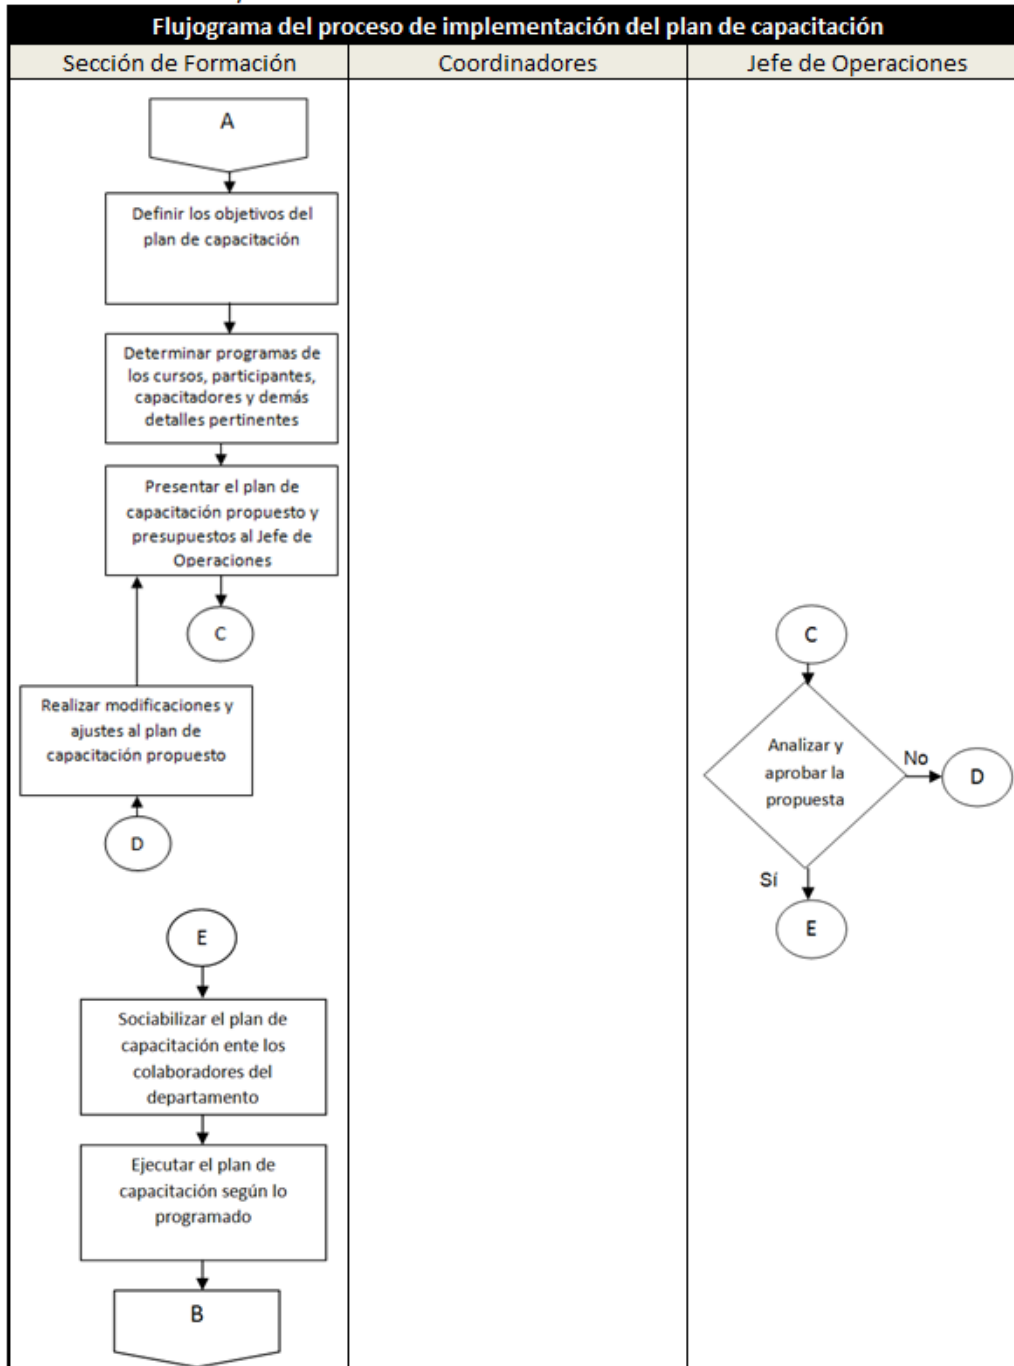 Flujograma del proceso de implementación del plan de capacitación
Sección de Formación
Coordinadores
Jefe de Operaciones
A
Definir los objetivos del
plan de capacitación
Determinar programas de
los cursos, participantes,
capacitadores y demás
detalles pertinentes
Presentar el plan de
capacitación propuesto y
presupuestos al Jefe de
Operaciones
C
Realizar modificaciones y
ajustes al plan de
capacitación propuesto
D
C
Analizar y
aprobar la
propuesta
No
D
Sí
E
E
Sociabilizar el plan de
capacitación ente los
colaboradores del
departamento
Ejecutar el plan de
capacitación según lo
programado
B